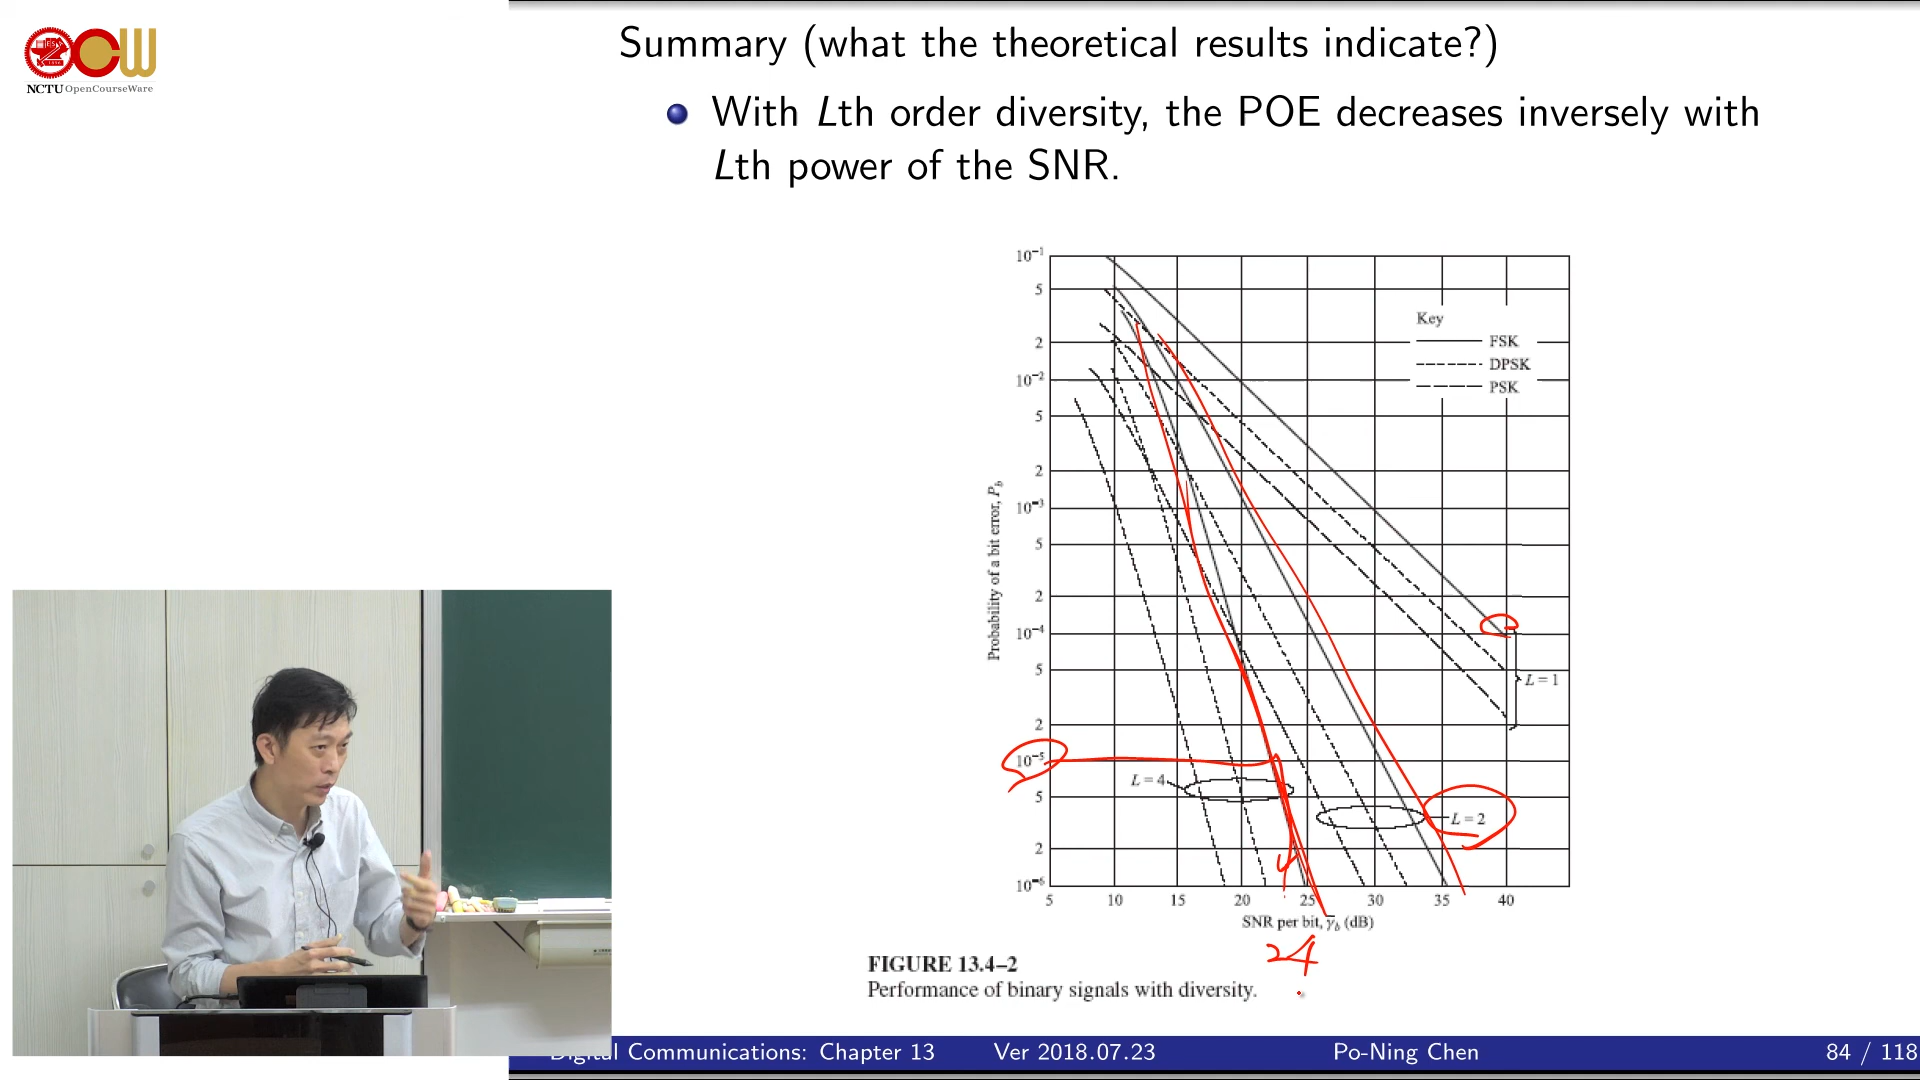 NCTU OpenCourseWare
Summary (what the theoretical results indicate?)
With Lth order diversity, the POE decreases inversely with
Lth power of the SNR.
Probability of a bit error, P_b
10⁻¹
5
2
10⁻²
5
2
10⁻³
5
2
10⁻⁴
5
2
10⁻⁵
5
2
10⁻⁶
Key
FSK
DPSK
PSK
L = 1
L = 4
L = 2
5 10 15 20 25 30 35 40
SNR per bit, γ̄_b (dB)
24
FIGURE 13.4–2
Performance of binary signals with diversity.
Digital Communications: Chapter 13 Ver 2018.07.23 Po-Ning Chen 84 / 118